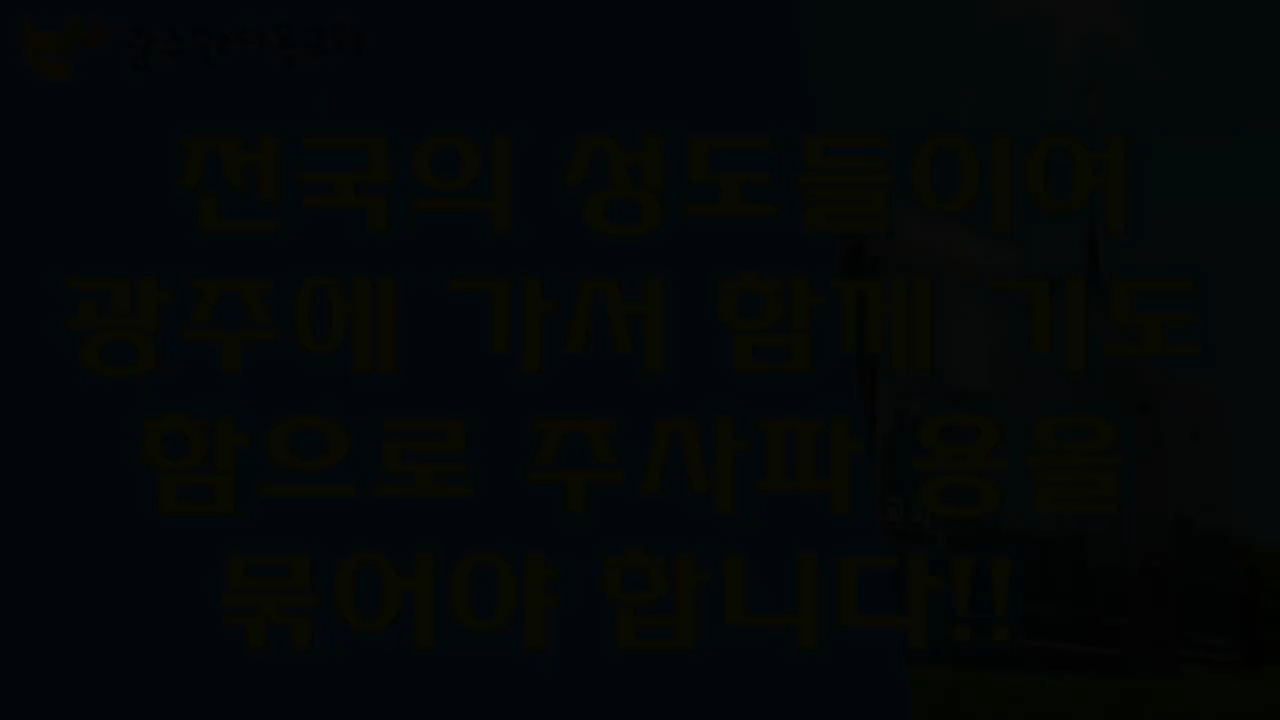 전국의 성도들이여
광주에 가서 함께 기도
함으로 주사파 용을
묶어야 합니다!!